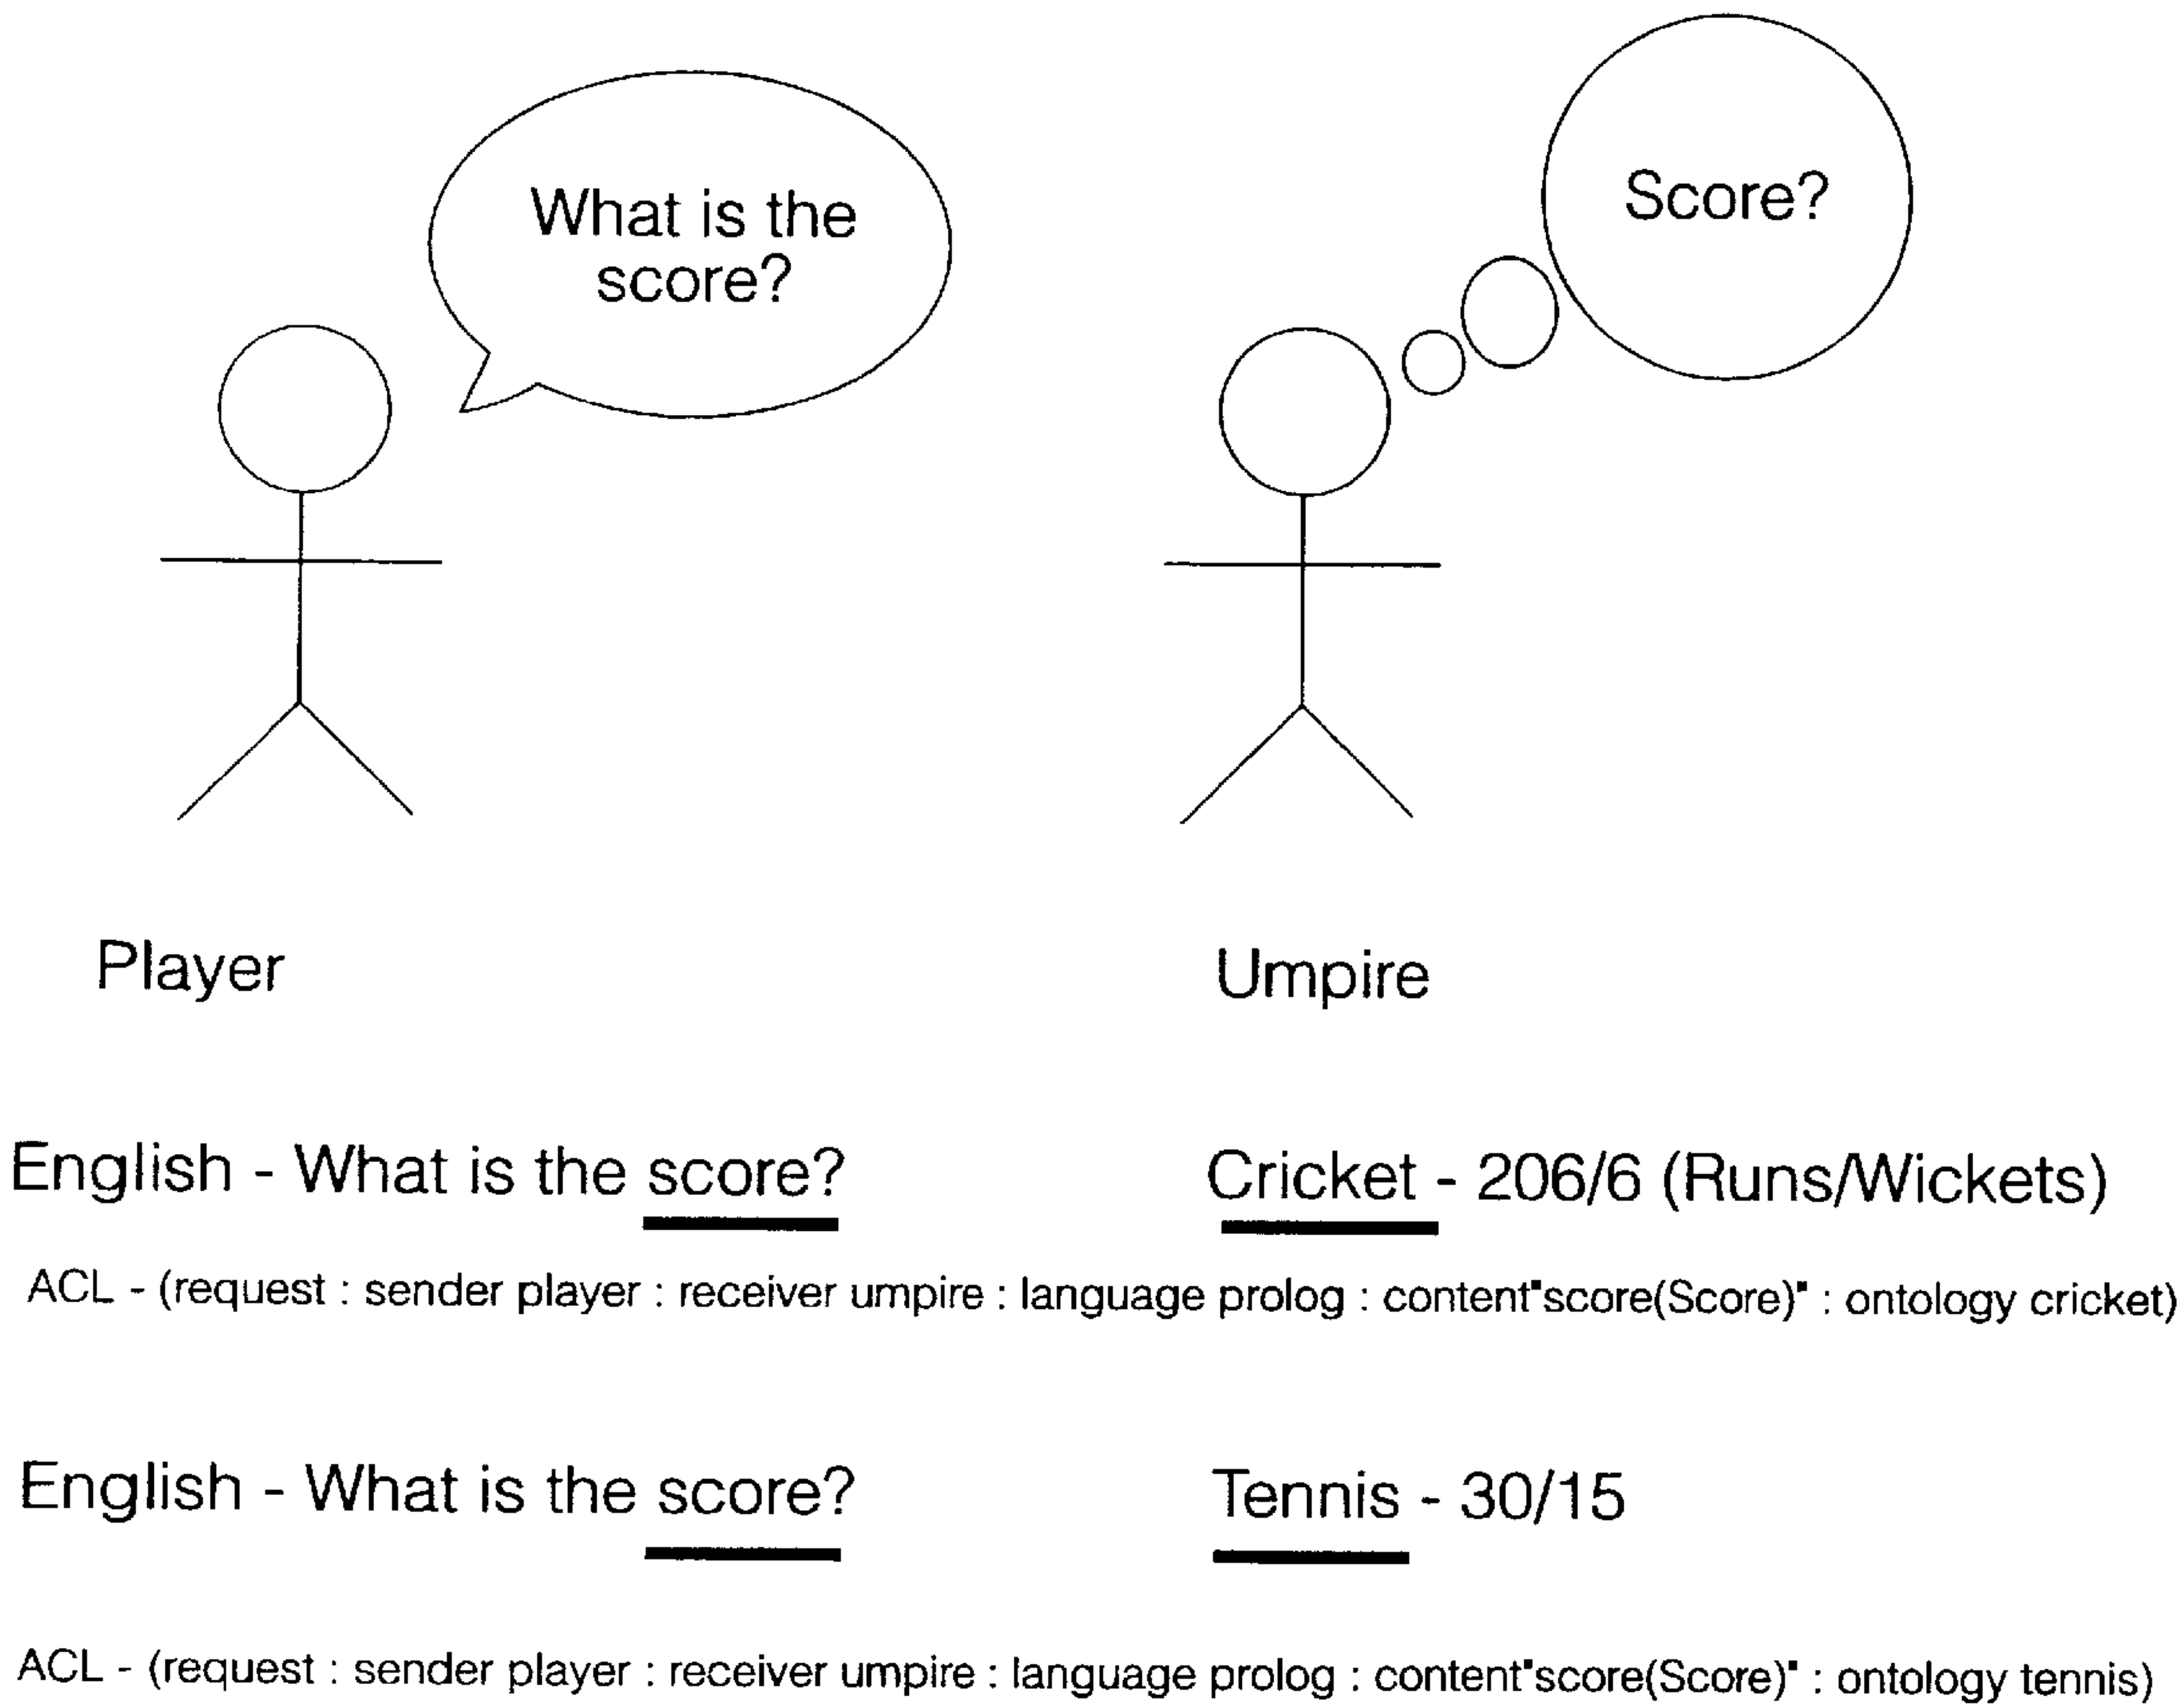 What is the
score?
Score?
Player
Umpire
English - What is the score?
Cricket - 206/6 (Runs/Wickets)
ACL - (request : sender player : receiver umpire : language prolog : content"score(Score)" : ontology cricket)
English - What is the score?
Tennis - 30/15
ACL - (request : sender player : receiver umpire : language prolog : content"score(Score)" : ontology tennis)